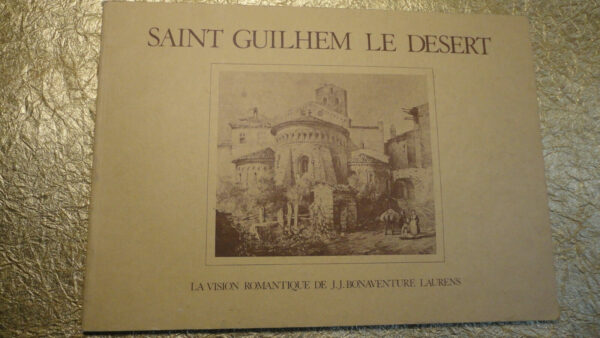 SAINT GUILHEM LE DESERT
LA VISION ROMANTIQUE DE J.J.BONAVENTURE LAURENS